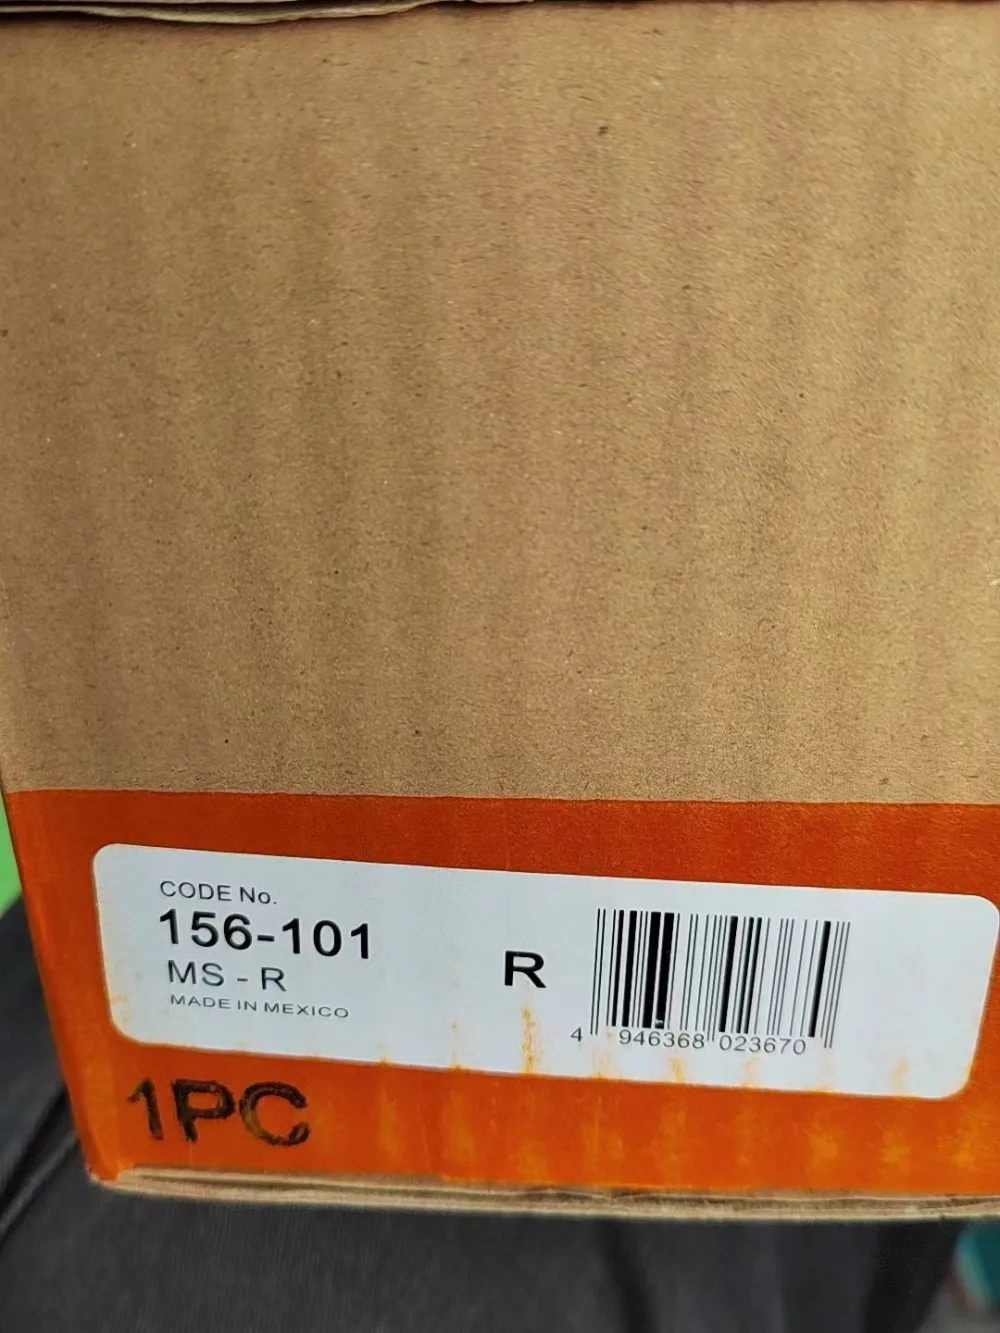 CODE No.
156-101
MS - R
MADE IN MEXICO
R
4 946368 023670
1PC